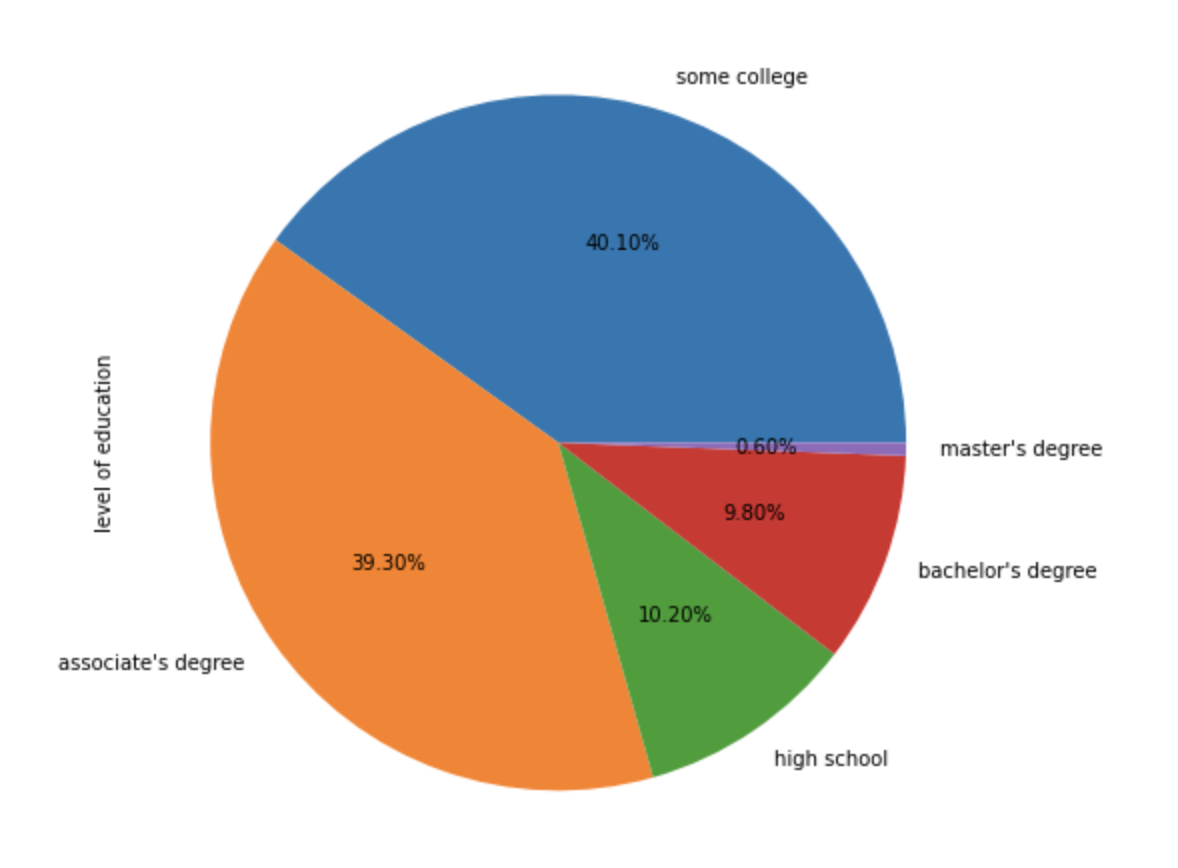 some college
40.10%
level of education
0.60%
master's degree
9.80%
bachelor's degree
39.30%
10.20%
associate's degree
high school